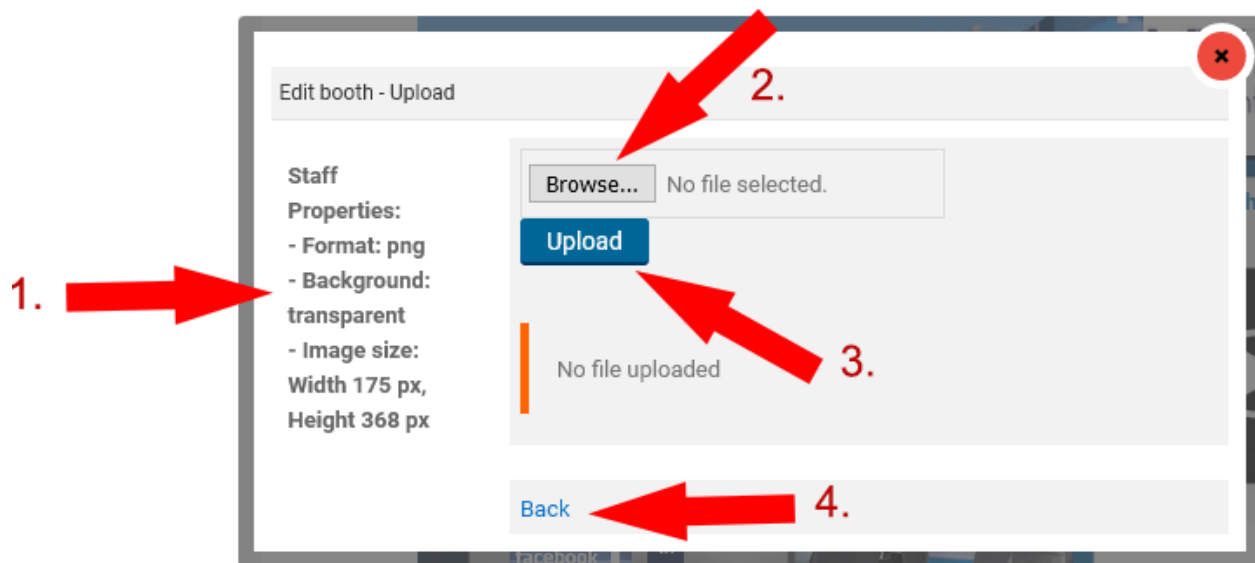 2.
Edit booth - Upload
Staff
Properties:
- Format: png
- Background:
transparent
- Image size:
Width 175 px,
Height 368 px
1.
Browse... No file selected.
Upload
3.
No file uploaded
Back
4.
facebook